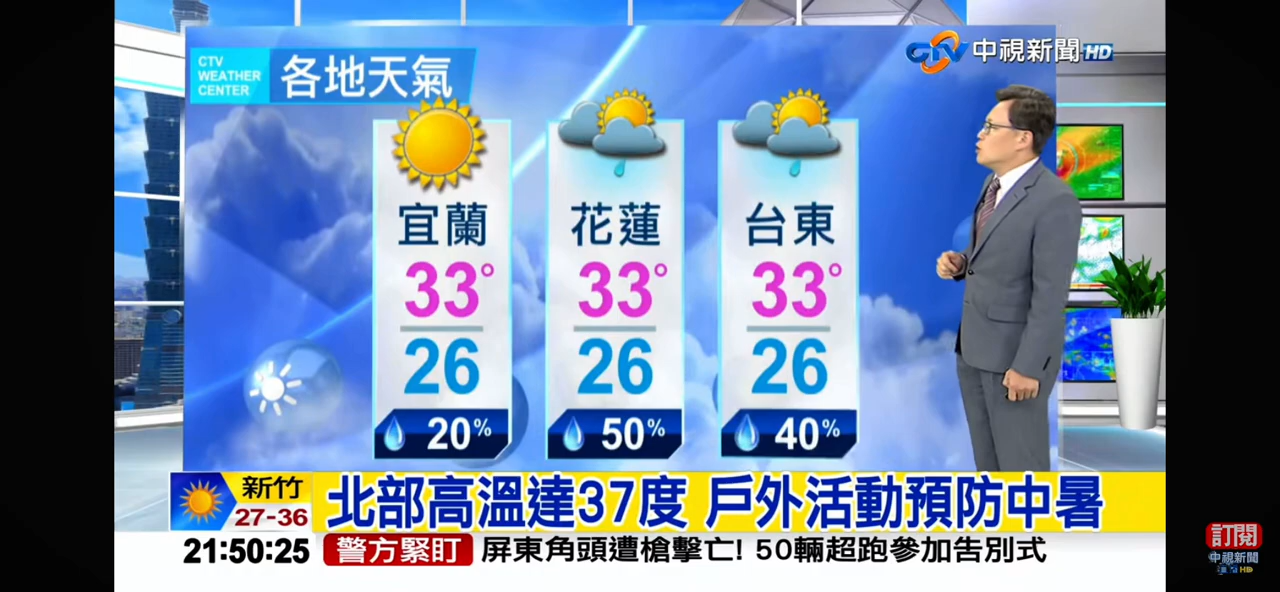 CTV
WEATHER
CENTER
各地天氣
CTV 中視新聞HD
宜蘭
33°
26
20%
花蓮
33°
26
50%
台東
33°
26
40%
新竹
27-36
北部高溫達37度 戶外活動預防中暑
21:50:25
警方緊盯
屏東角頭遭槍擊亡! 50輛超跑參加告別式
訂閱
中視新聞
HD